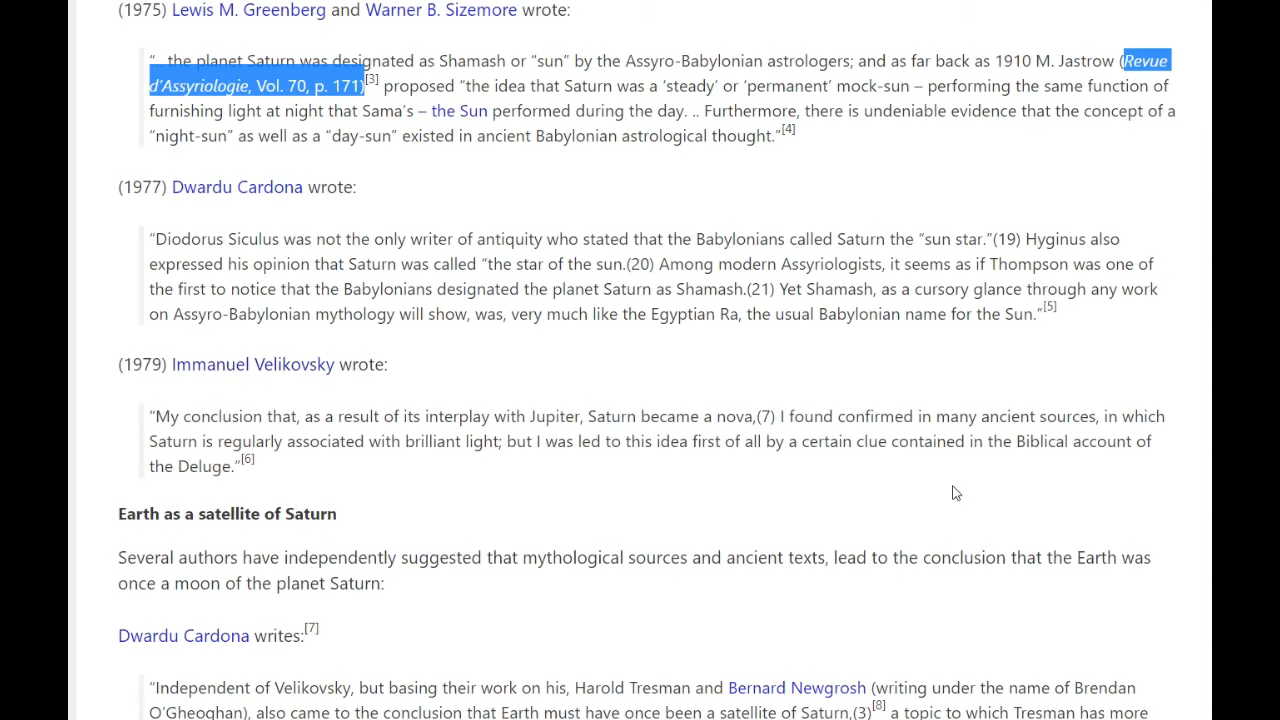 (1975) Lewis M. Greenberg and Warner B. Sizemore wrote:
“.. the planet Saturn was designated as Shamash or “sun” by the Assyro-Babylonian astrologers; and as far back as 1910 M. Jastrow (Revue
d’Assyriologie, Vol. 70, p. 171)[3] proposed “the idea that Saturn was a ‘steady’ or ‘permanent’ mock-sun – performing the same function of
furnishing light at night that Sama’s – the Sun performed during the day. .. Furthermore, there is undeniable evidence that the concept of a
“night-sun” as well as a “day-sun” existed in ancient Babylonian astrological thought.”[4]
(1977) Dwardu Cardona wrote:
“Diodorus Siculus was not the only writer of antiquity who stated that the Babylonians called Saturn the “sun star.”(19) Hyginus also
expressed his opinion that Saturn was called “the star of the sun.(20) Among modern Assyriologists, it seems as if Thompson was one of
the first to notice that the Babylonians designated the planet Saturn as Shamash.(21) Yet Shamash, as a cursory glance through any work
on Assyro-Babylonian mythology will show, was, very much like the Egyptian Ra, the usual Babylonian name for the Sun.”[5]
(1979) Immanuel Velikovsky wrote:
“My conclusion that, as a result of its interplay with Jupiter, Saturn became a nova,(7) I found confirmed in many ancient sources, in which
Saturn is regularly associated with brilliant light; but I was led to this idea first of all by a certain clue contained in the Biblical account of
the Deluge.”[6]
Earth as a satellite of Saturn
Several authors have independently suggested that mythological sources and ancient texts, lead to the conclusion that the Earth was
once a moon of the planet Saturn:
Dwardu Cardona writes:[7]
“Independent of Velikovsky, but basing their work on his, Harold Tresman and Bernard Newgrosh (writing under the name of Brendan
O’Gheoghan), also came to the conclusion that Earth must have once been a satellite of Saturn,(3)[8] a topic to which Tresman has more